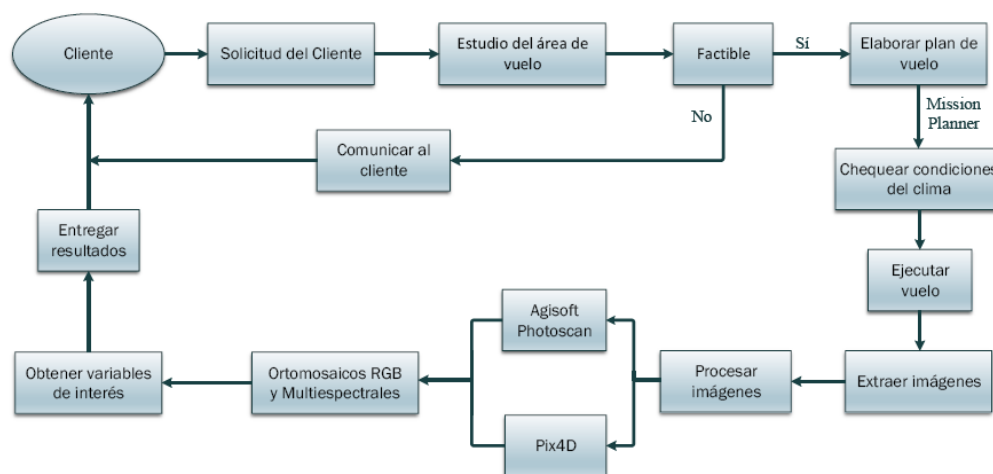 Cliente
Solicitud del Cliente
Estudio del área de
vuelo
Factible
Sí
Elaborar plan de
vuelo
Mission
Planner
No
Comunicar al
cliente
Chequear condiciones
del clima
Entregar
resultados
Ejecutar
vuelo
Agisoft
Photoscan
Obtener variables
de interés
Ortomosaicos RGB
y Multiespectrales
Procesar
imágenes
Extraer imágenes
Pix4D